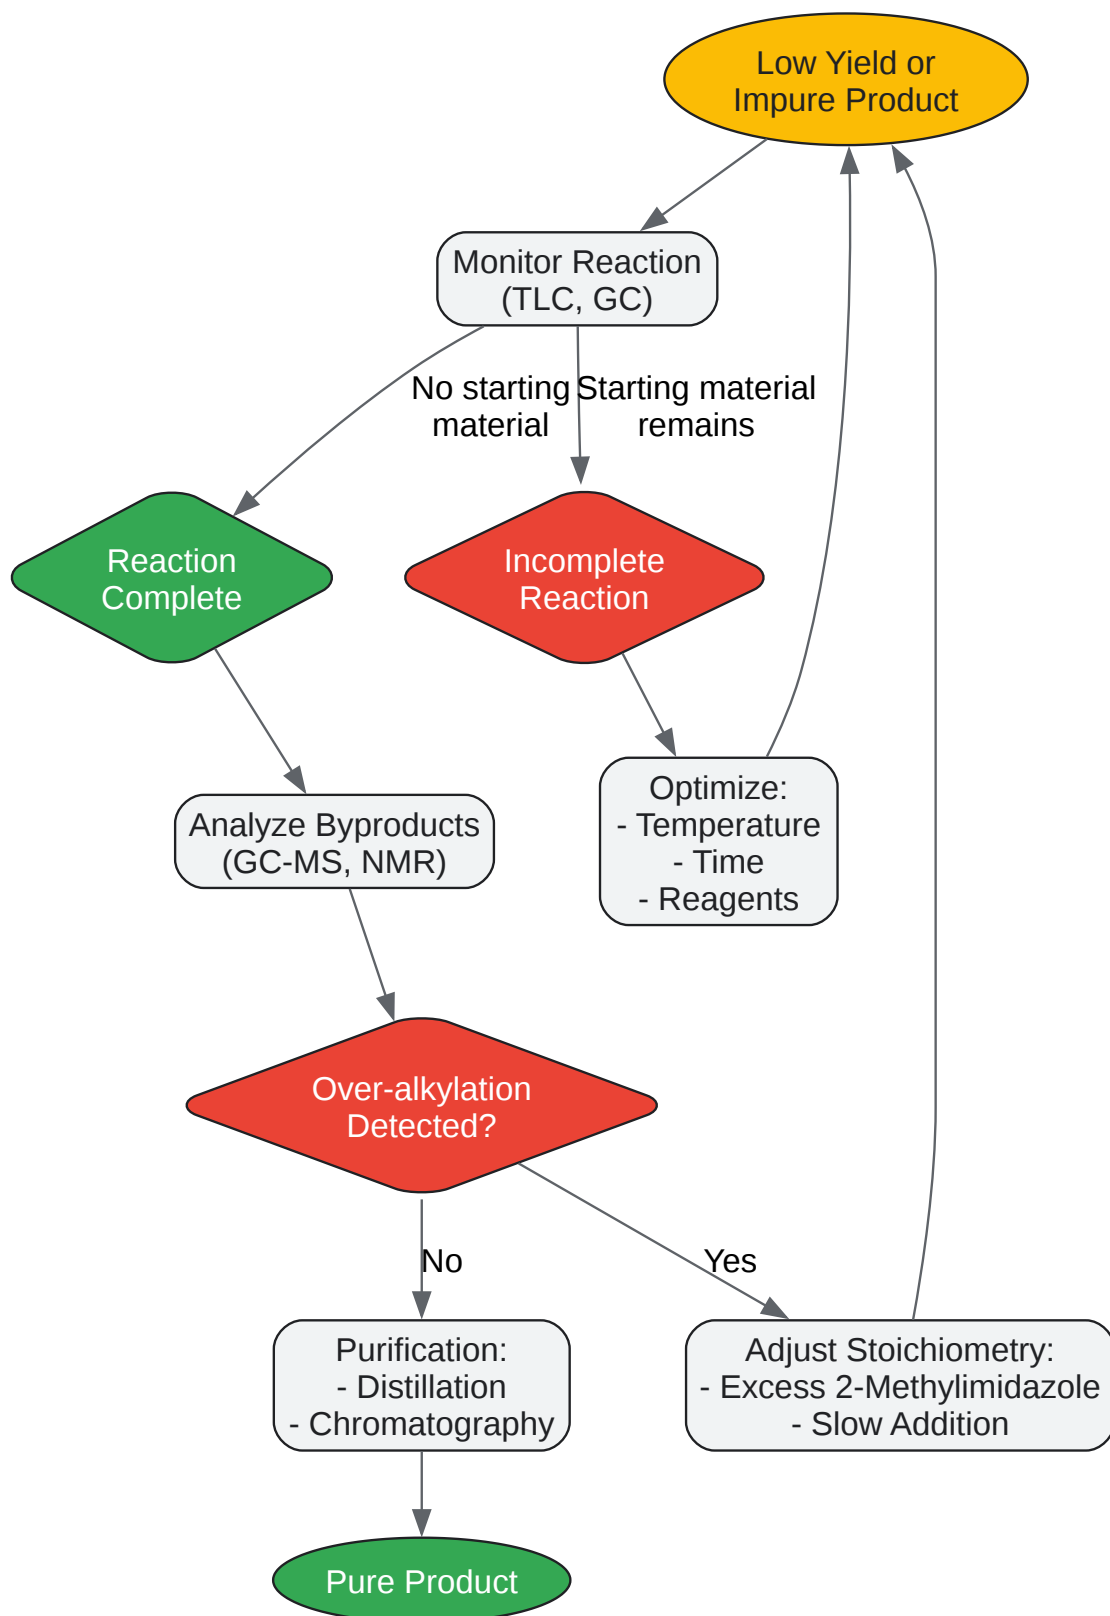 Low Yield or
Impure Product
Monitor Reaction
(TLC, GC)
No starting
material
Starting material
remains
Reaction
Complete
Incomplete
Reaction
Optimize:
- Temperature
- Time
- Reagents
Analyze Byproducts
(GC-MS, NMR)
Over-alkylation
Detected?
No
Yes
Purification:
- Distillation
- Chromatography
Adjust Stoichiometry:
- Excess 2-Methylimidazole
- Slow Addition
Pure Product